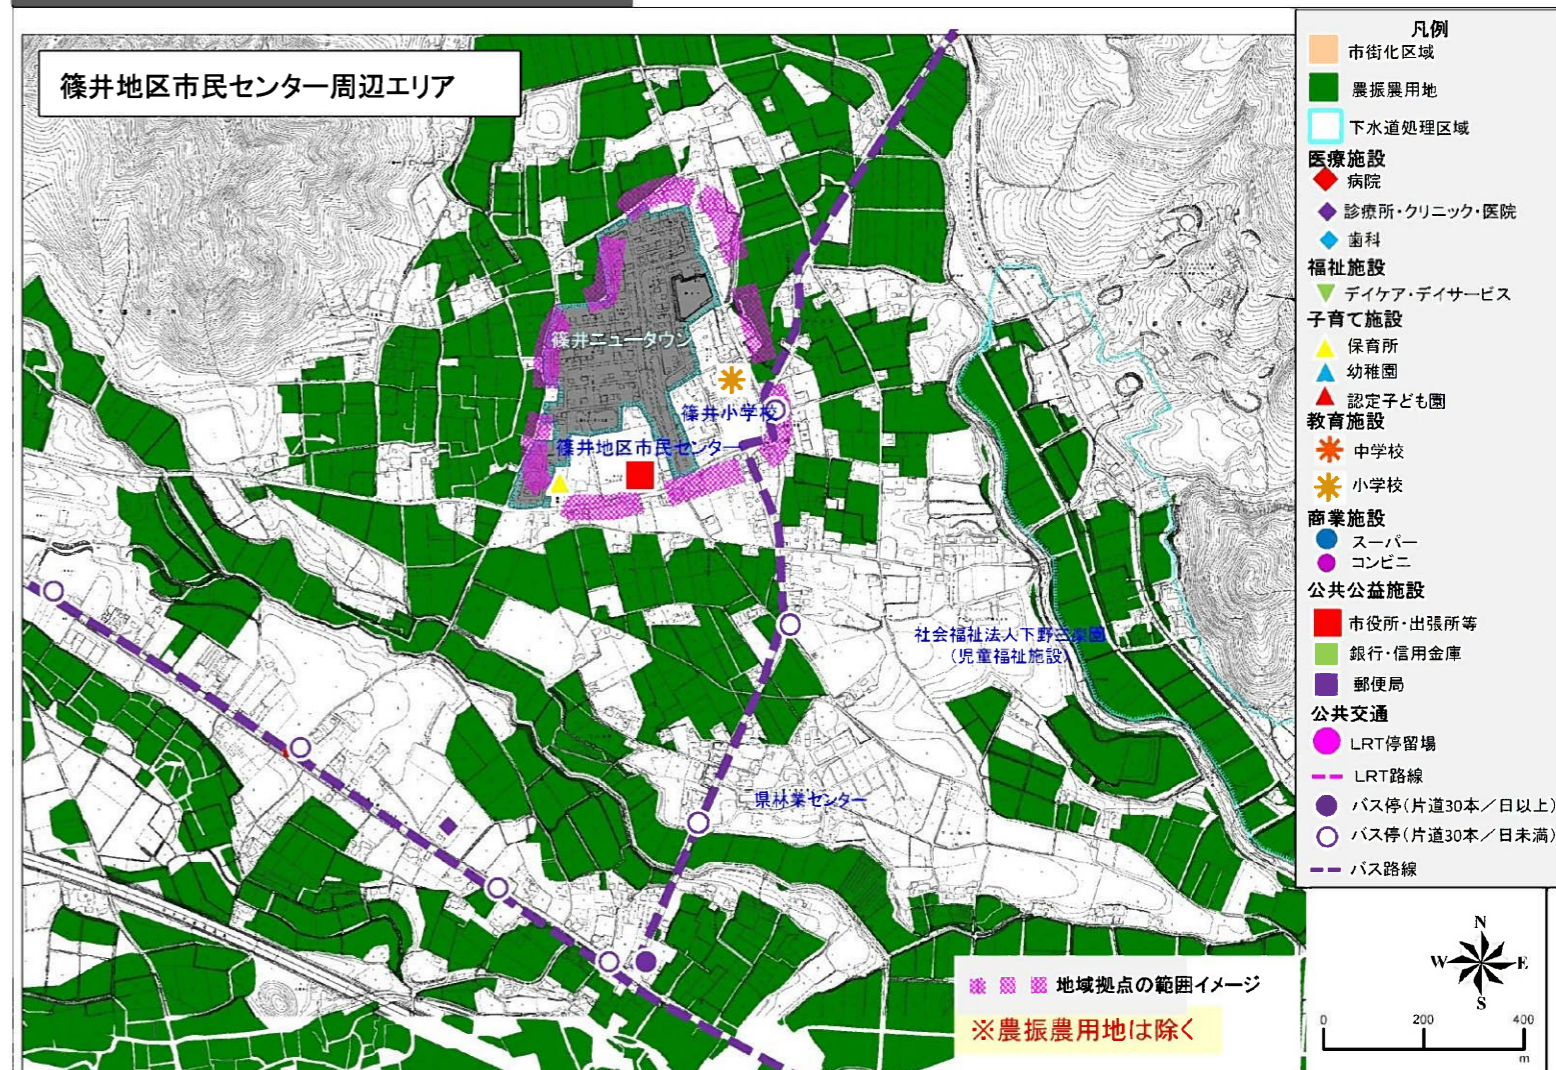 篠井地区市民センター周辺エリア
篠井ニュータウン
篠井小学校
篠井地区市民センター
社会福祉法人下野三楽園
(児童福祉施設)
県林業センター
地域拠点の範囲イメージ
※農振農用地は除く
凡例
市街化区域
農振農用地
下水道処理区域
医療施設
病院
診療所・クリニック・医院
歯科
福祉施設
デイケア・デイサービス
子育て施設
保育所
幼稚園
認定子ども園
教育施設
中学校
小学校
商業施設
スーパー
コンビニ
公共公益施設
市役所・出張所等
銀行・信用金庫
郵便局
公共交通
LRT停留場
LRT路線
バス停(片道30本/日以上)
バス停(片道30本/日未満)
バス路線
N
W E
S
0 200 400
m